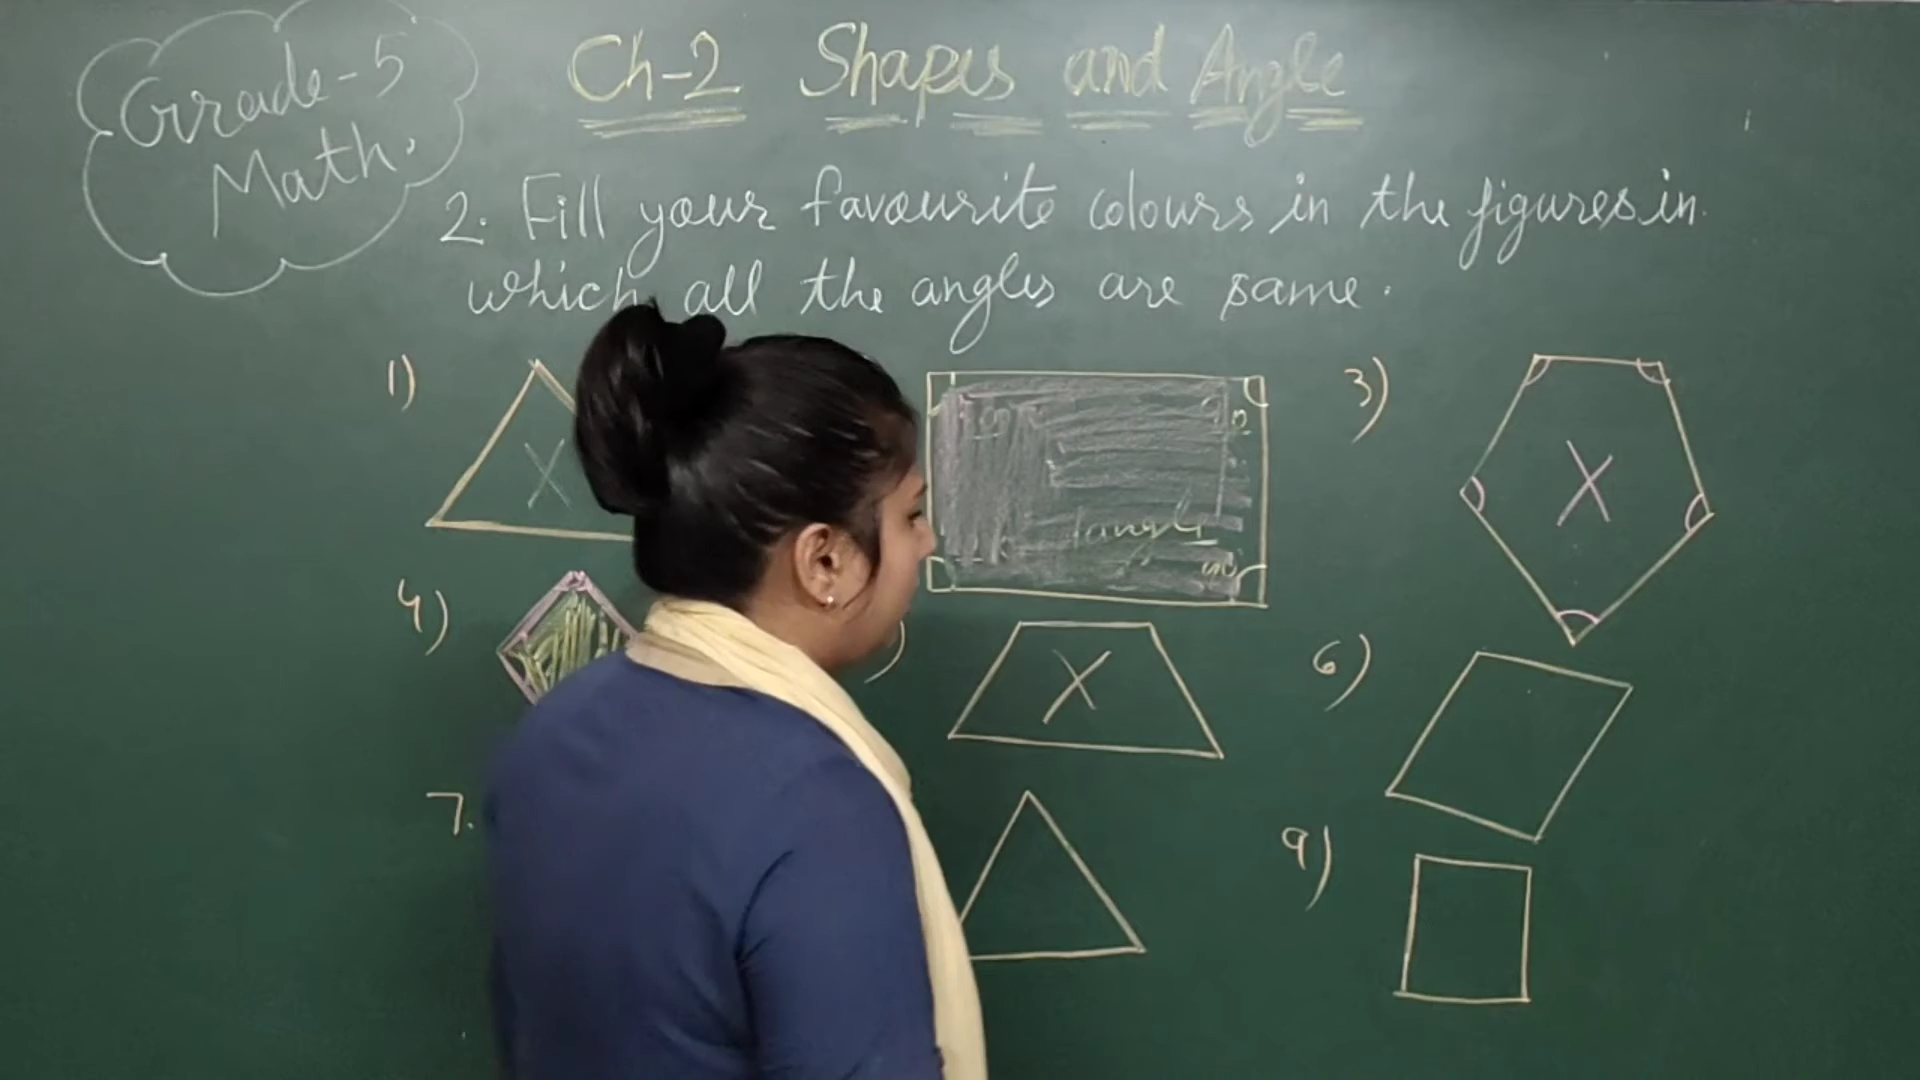 Grade-5
Math.
Ch-2 Shapes and Angle
2. Fill your favourite colours in the figures in
which all the angles are same.
1)
3)
X
X
4)
)
6)
X
7.
9)